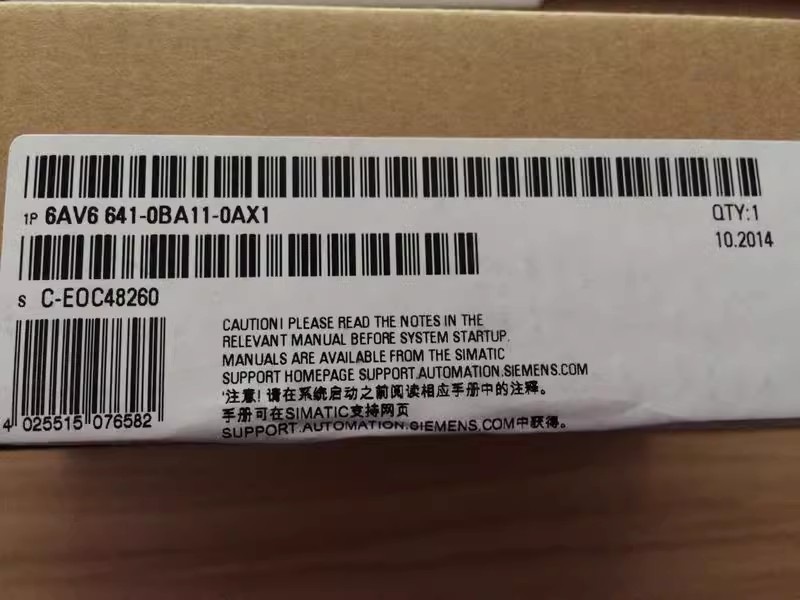 1P 6AV6 641-0BA11-0AX1
QTY:1
10.2014
S C-EOC48260
CAUTION! PLEASE READ THE NOTES IN THE
RELEVANT MANUAL BEFORE SYSTEM STARTUP.
MANUALS ARE AVAILABLE FROM THE SIMATIC
SUPPORT HOMEPAGE SUPPORT.AUTOMATION.SIEMENS.COM
注意! 请在系统启动之前阅读相应手册中的注释。
手册可在SIMATIC支持网页
SUPPORT.AUTOMATION.SIEMENS.COM中获得。
4 025515 076582